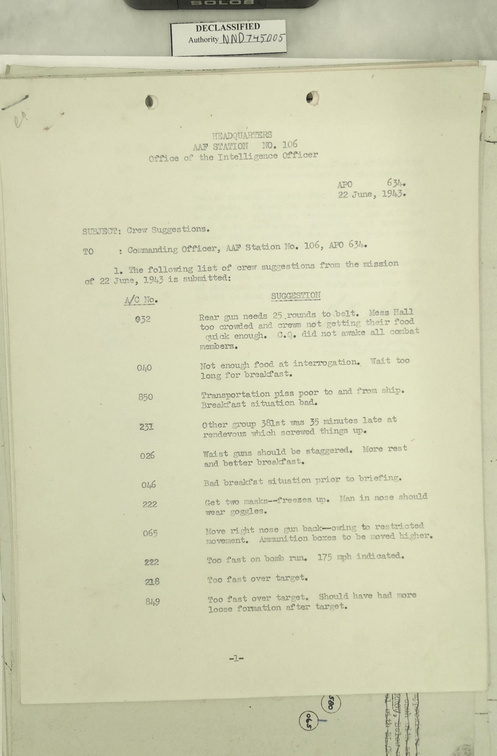 SOLOS
DECLASSIFIED
Authority NND745005
HEADQUARTERS
AAF STATION NO. 106
Office of the Intelligence Officer
APO 634.
22 June, 1943.
SUBJECT: Crew Suggestions.
TO : Commanding Officer, AAF Station No. 106, APO 634.
1. The following list of crew suggestions from the mission
of 22 June, 1943 is submitted:
A/C No. SUGGESTION
032 Rear gun needs 25 rounds to belt. Mess Hall
too crowded and crews not getting their food
quick enough. C.Q. did not awake all combat
members.
040 Not enough food at interrogation. Wait too
long for breakfast.
850 Transportation piss poor to and from ship.
Breakfast situation bad.
231 Other group 381st was 35 minutes late at
rendevous which screwed things up.
026 Waist guns should be staggered. More rest
and better breakfast.
046 Bad breakfst situation prior to briefing.
222 Get two masks--freezes up. Man in nose should
wear goggles.
065 Move right nose gun back--owing to restricted
movement. Ammunition boxes to be moved higher.
222 Too fast on bomb run. 175 mph indicated.
218 Too fast over target.
849 Too fast over target. Should have had more
loose formation after target.
-1-
580
065